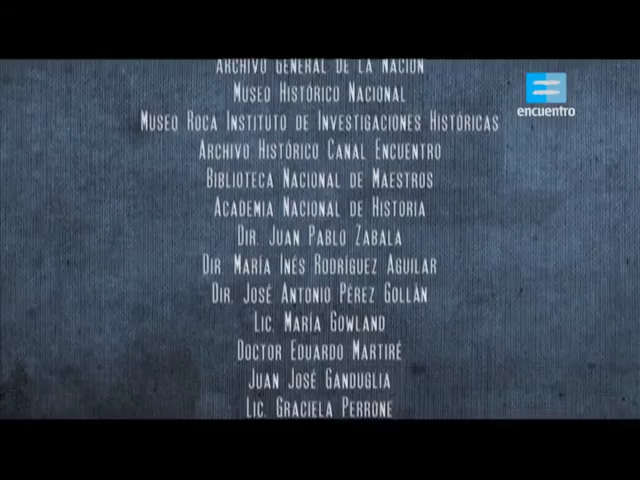 Archivo General de la Nación
Museo Histórico Nacional
Museo Roca Instituto de Investigaciones Históricas
Archivo Histórico Canal Encuentro
Biblioteca Nacional de Maestros
Academia Nacional de Historia
Dir. Juan Pablo Zabala
Dir. María Inés Rodríguez Aguilar
Dir. José Antonio Pérez Gollán
Lic. María Gowland
Doctor Eduardo Martiré
Juan José Ganduglia
Lic. Graciela Perrone
encuentro